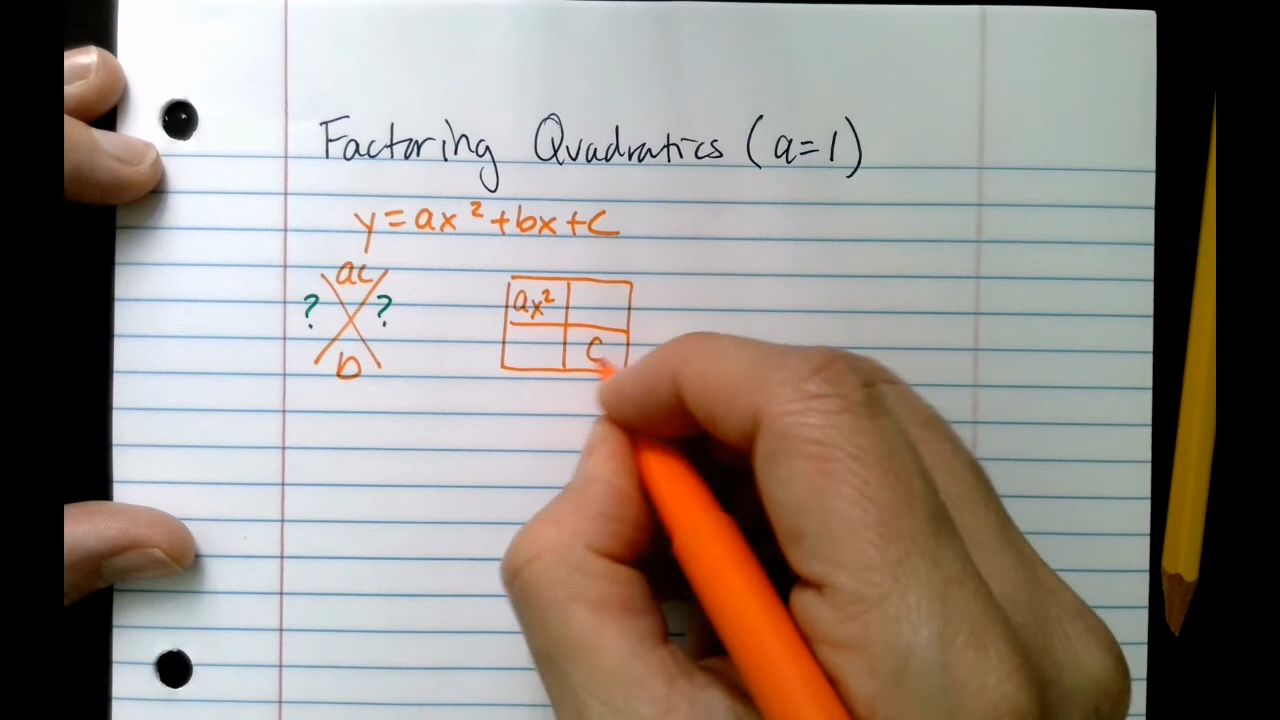 Factoring Quadratics (a=1)
y=ax²+bx+c
ac
? ?
b
ax²
c